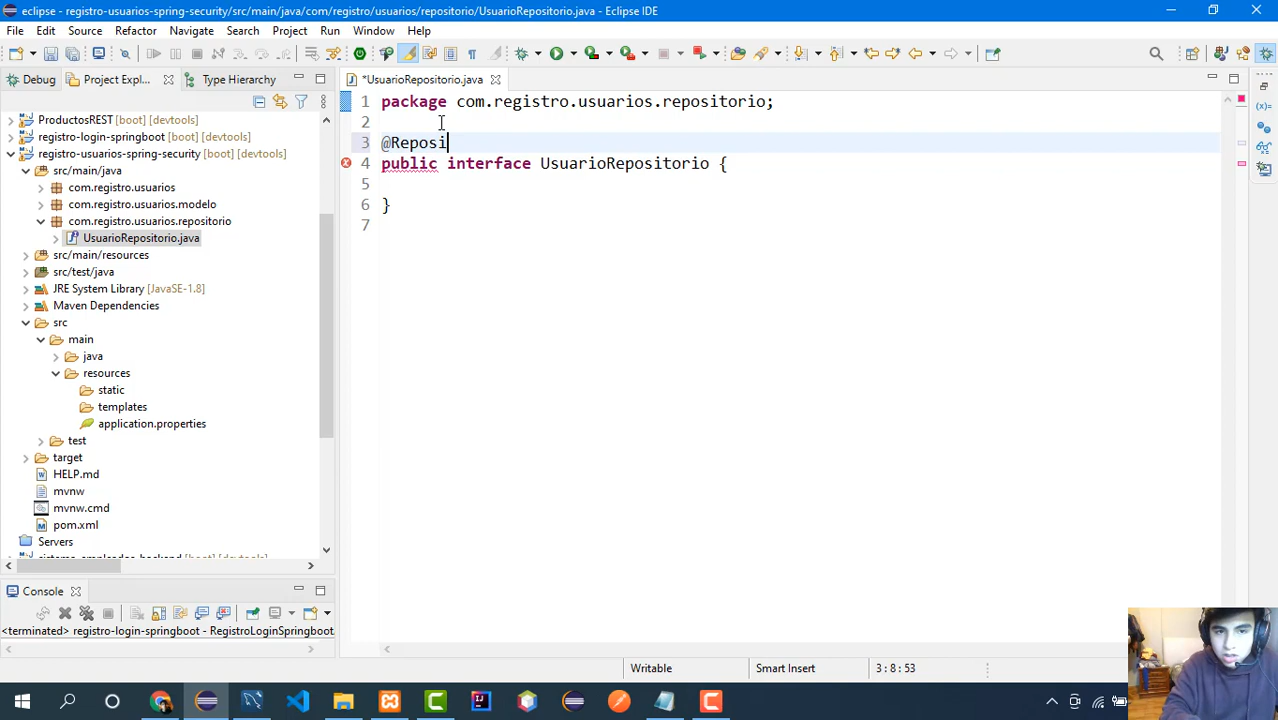 eclipse - registro-usuarios-spring-security/src/main/java/com/registro/usuarios/repositorio/UsuarioRepositorio.java - Eclipse IDE
File Edit Source Refactor Navigate Search Project Run Window Help
Debug Project Expl... Type Hierarchy *UsuarioRepositorio.java
ProductosREST [boot] [devtools]
registro-login-springboot [boot] [devtools]
registro-usuarios-spring-security [boot] [devtools]
src/main/java
com.registro.usuarios
com.registro.usuarios.modelo
com.registro.usuarios.repositorio
UsuarioRepositorio.java
src/main/resources
src/test/java
JRE System Library [JavaSE-1.8]
Maven Dependencies
src
main
java
resources
static
templates
application.properties
test
target
HELP.md
mvnw
mvnw.cmd
pom.xml
Servers
sistema-empleados-backend [boot] [devtools]
1 package com.registro.usuarios.repositorio;
2
3 @Reposi
4 public interface UsuarioRepositorio {
5
6 }
7
Console
<terminated> registro-login-springboot - RegistroLoginSpringboot
Writable Smart Insert 3:8:53